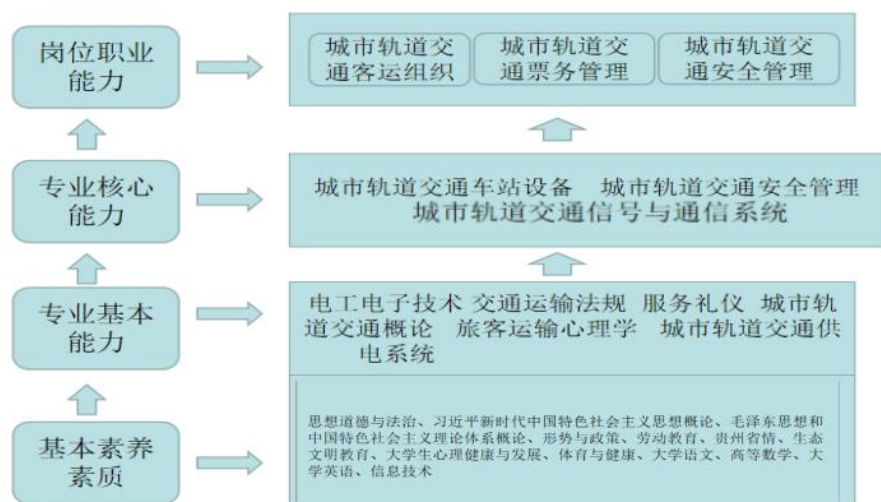 岗位职业
能力
城市轨道交
通客运组织
城市轨道交
通票务管理
城市轨道交
通安全管理
专业核心
能力
城市轨道交通车站设备 城市轨道交通安全管理
城市轨道交通信号与通信系统
专业基本
能力
电工电子技术 交通运输法规 服务礼仪 城市轨
道交通概论 旅客运输心理学 城市轨道交通供
电系统
基本素养
素质
思想道德与法治、习近平新时代中国特色社会主义思想概论、毛泽东思想和
中国特色社会主义理论体系概论、形势与政策、劳动教育、贵州省情、生态
文明教育、大学生心理健康与发展、体育与健康、大学语文、高等数学、大
学英语、信息技术